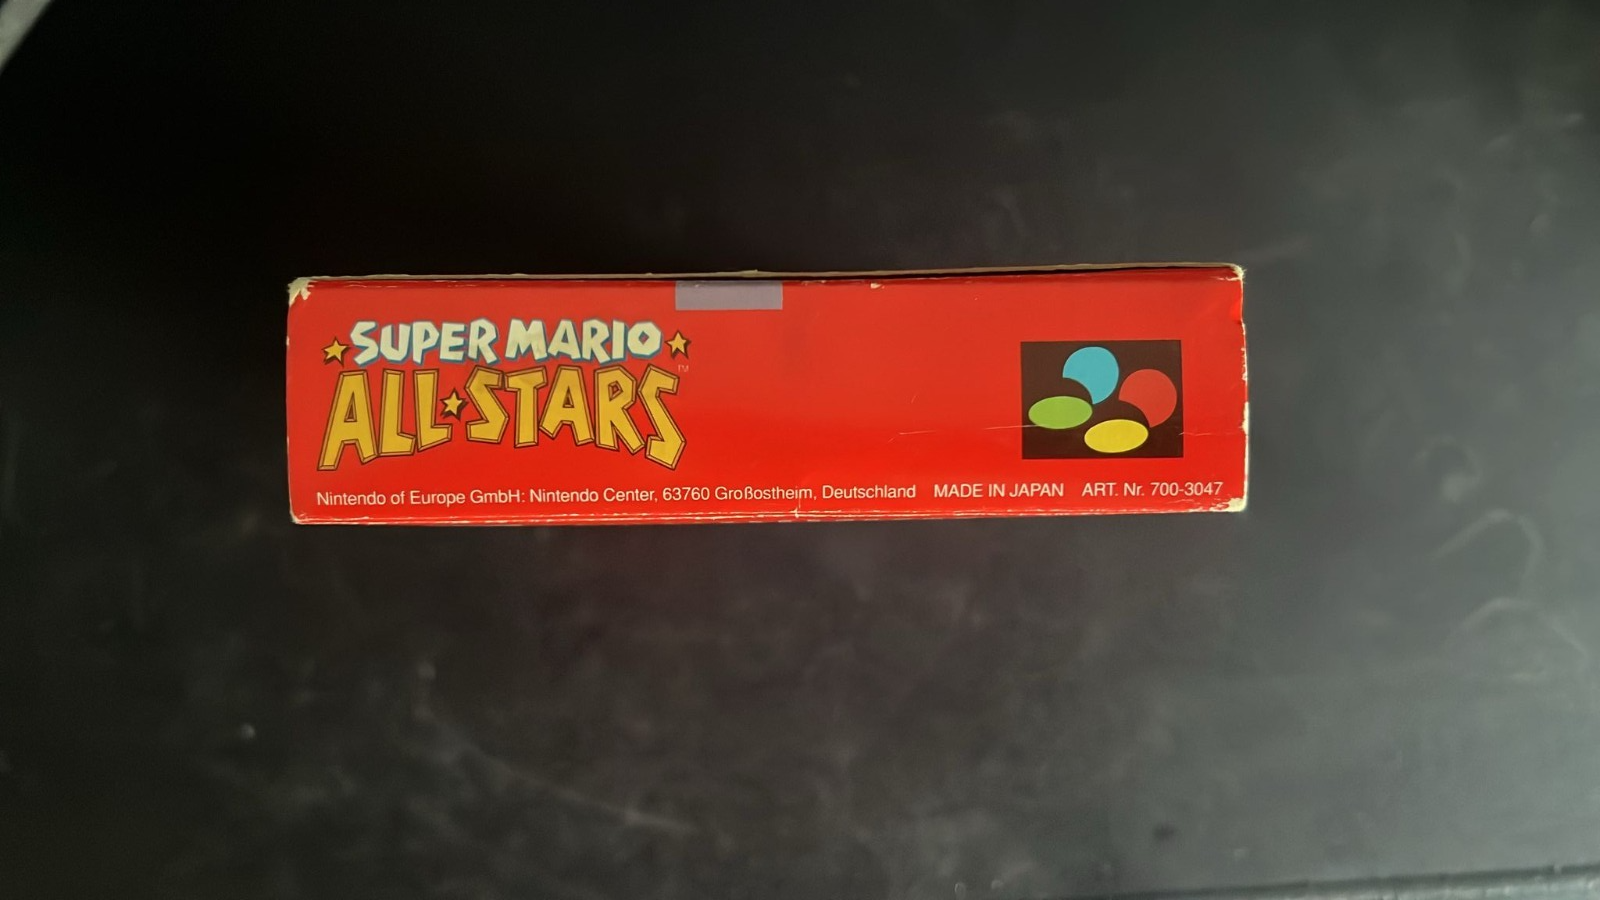 SUPER MARIO
ALL★STARS™
Nintendo of Europe GmbH: Nintendo Center, 63760 Großostheim, Deutschland MADE IN JAPAN ART. Nr. 700-3047